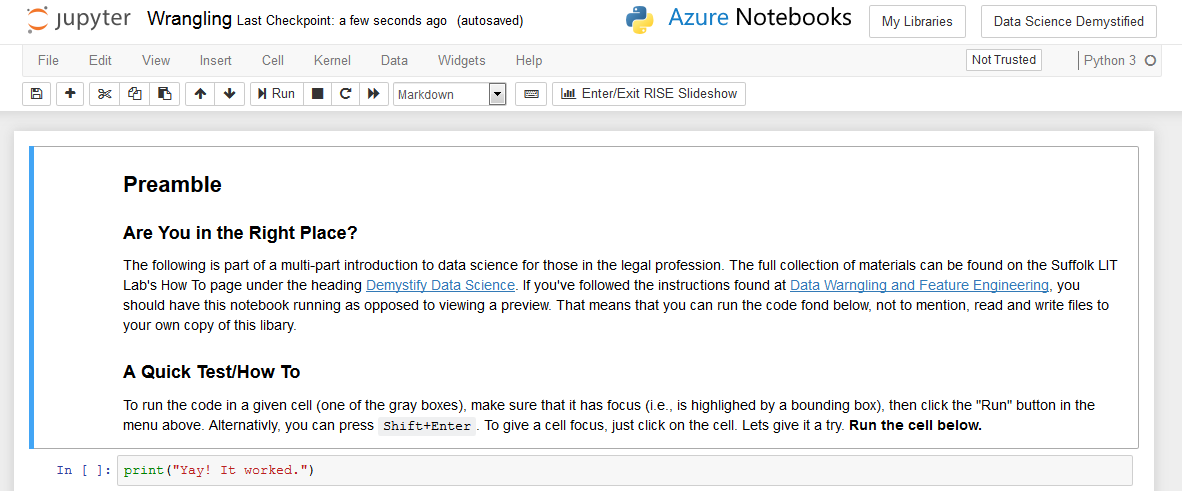 jupyter Wrangling Last Checkpoint: a few seconds ago (autosaved) Azure Notebooks My Libraries Data Science Demystified
File Edit View Insert Cell Kernel Data Widgets Help Not Trusted Python 3
Run Markdown Enter/Exit RISE Slideshow
Preamble
Are You in the Right Place?
The following is part of a multi-part introduction to data science for those in the legal profession. The full collection of materials can be found on the Suffolk LIT
Lab's How To page under the heading Demystify Data Science. If you've followed the instructions found at Data Warngling and Feature Engineering, you
should have this notebook running as opposed to viewing a preview. That means that you can run the code fond below, not to mention, read and write files to
your own copy of this libary.
A Quick Test/How To
To run the code in a given cell (one of the gray boxes), make sure that it has focus (i.e., is highlighed by a bounding box), then click the "Run" button in the
menu above. Alternativly, you can press Shift+Enter . To give a cell focus, just click on the cell. Lets give it a try. Run the cell below.
In [ ]: print("Yay! It worked.")